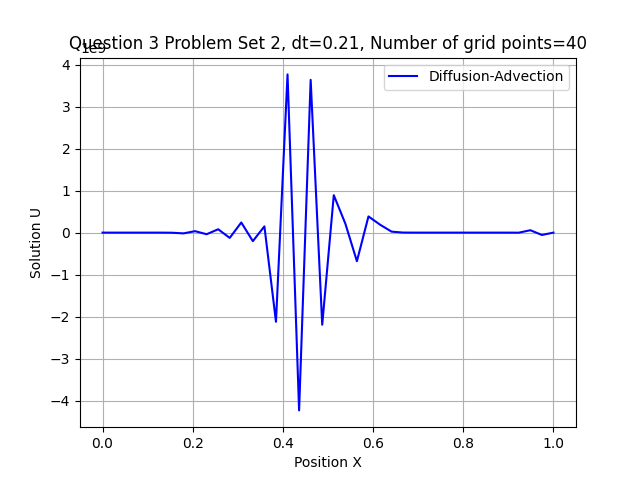 Question 3 Problem Set 2, dt=0.21, Number of grid points=40
Diffusion-Advection
4
3
2
1
0
−1
−2
−3
−4
Solution U
0.0 0.2 0.4 0.6 0.8 1.0
Position X